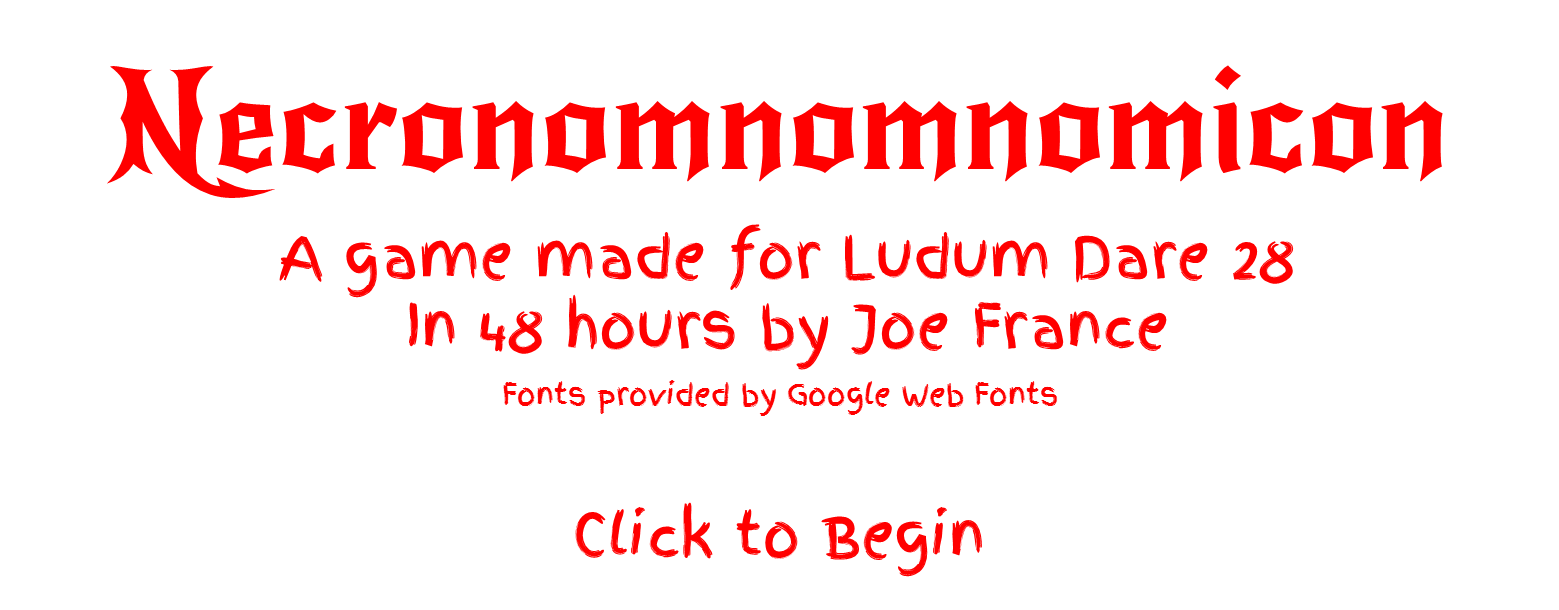 Necronomnomnomicon
A game made for Ludum Dare 28
In 48 hours by Joe France
Fonts provided by Google Web Fonts
Click to Begin